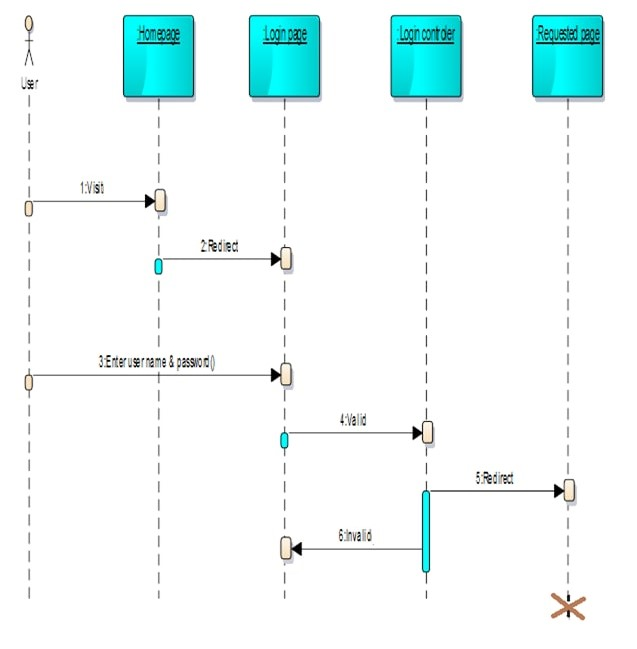 User
:Homepage
:Login page
:Login controler
:Requested page
1:Visit
2:Redirect
3:Enter user name & password()
4:Valid
5:Redirect
6:Invalid